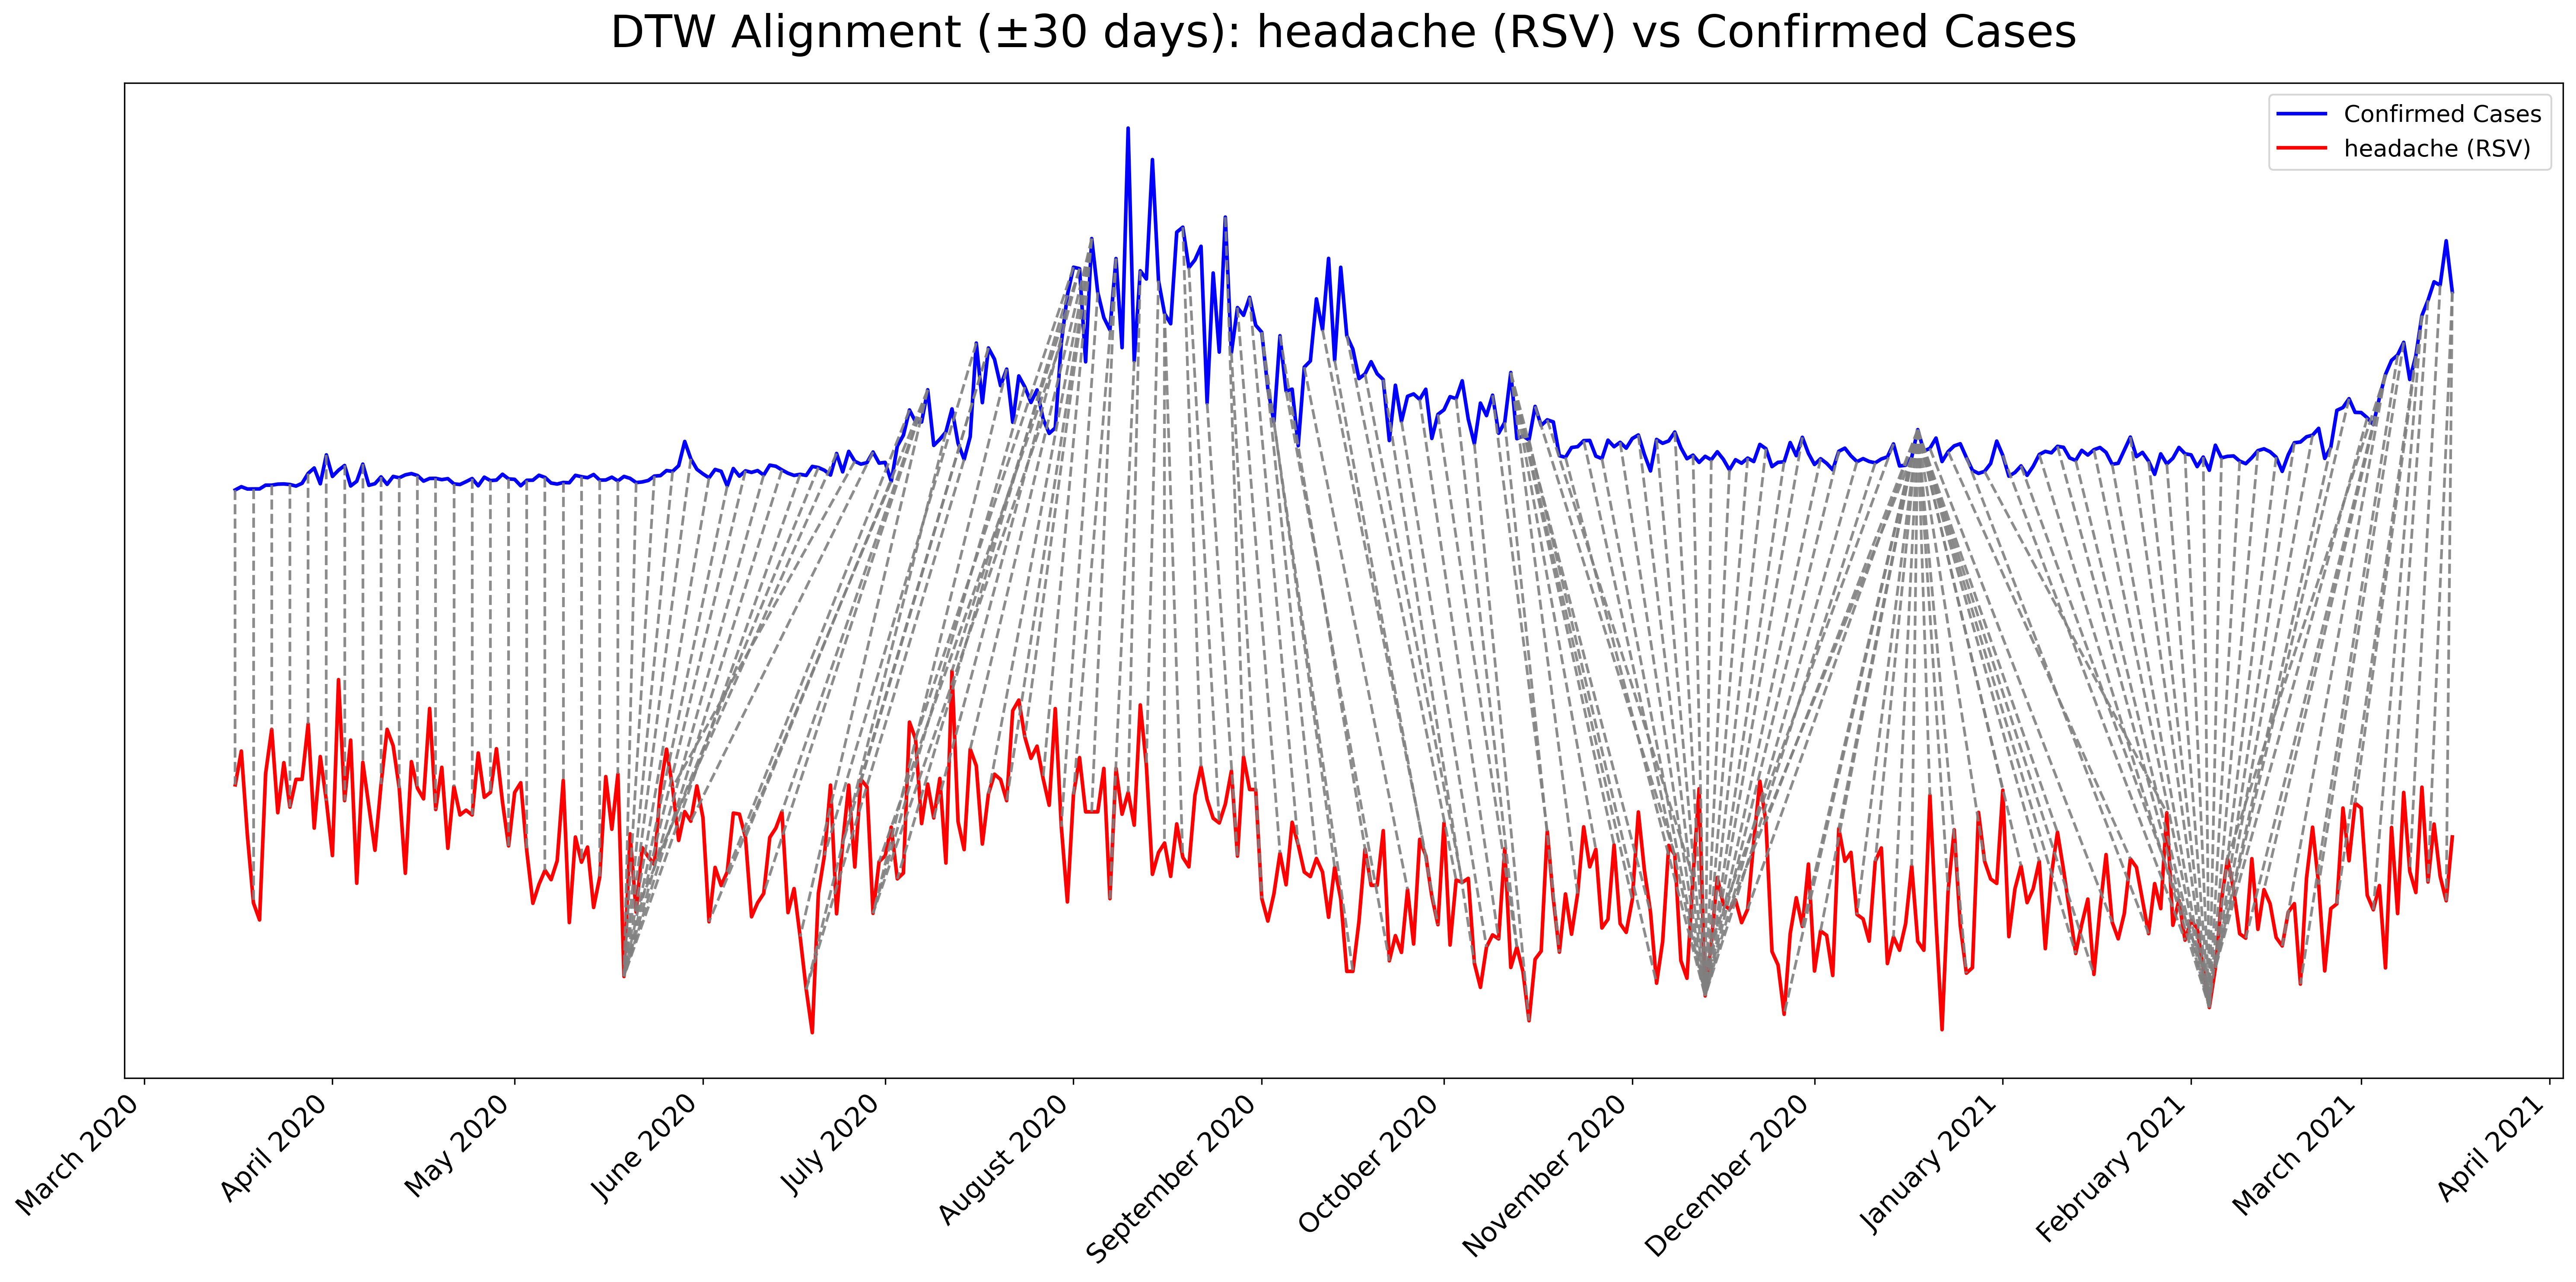 DTW Alignment (±30 days): headache (RSV) vs Confirmed Cases
Confirmed Cases
headache (RSV)
March 2020
April 2020
May 2020
June 2020
July 2020
August 2020
September 2020
October 2020
November 2020
December 2020
January 2021
February 2021
March 2021
April 2021